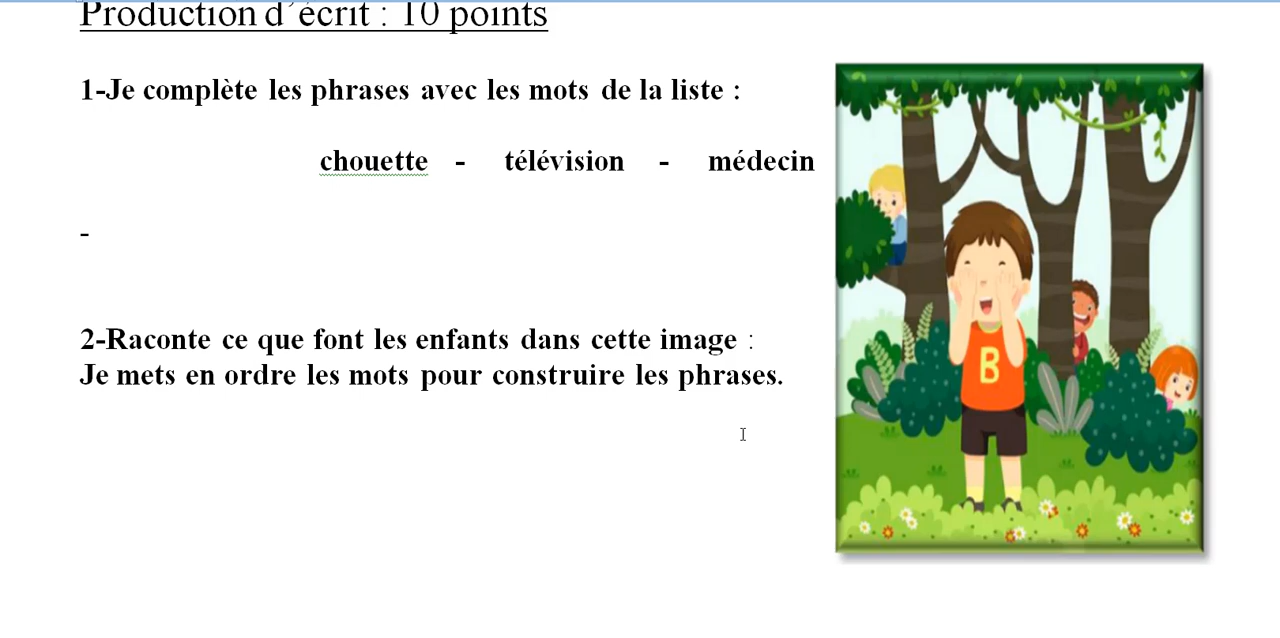 Production d’écrit : 10 points
1-Je complète les phrases avec les mots de la liste :
chouette - télévision - médecin
-
2-Raconte ce que font les enfants dans cette image :
Je mets en ordre les mots pour construire les phrases.
B